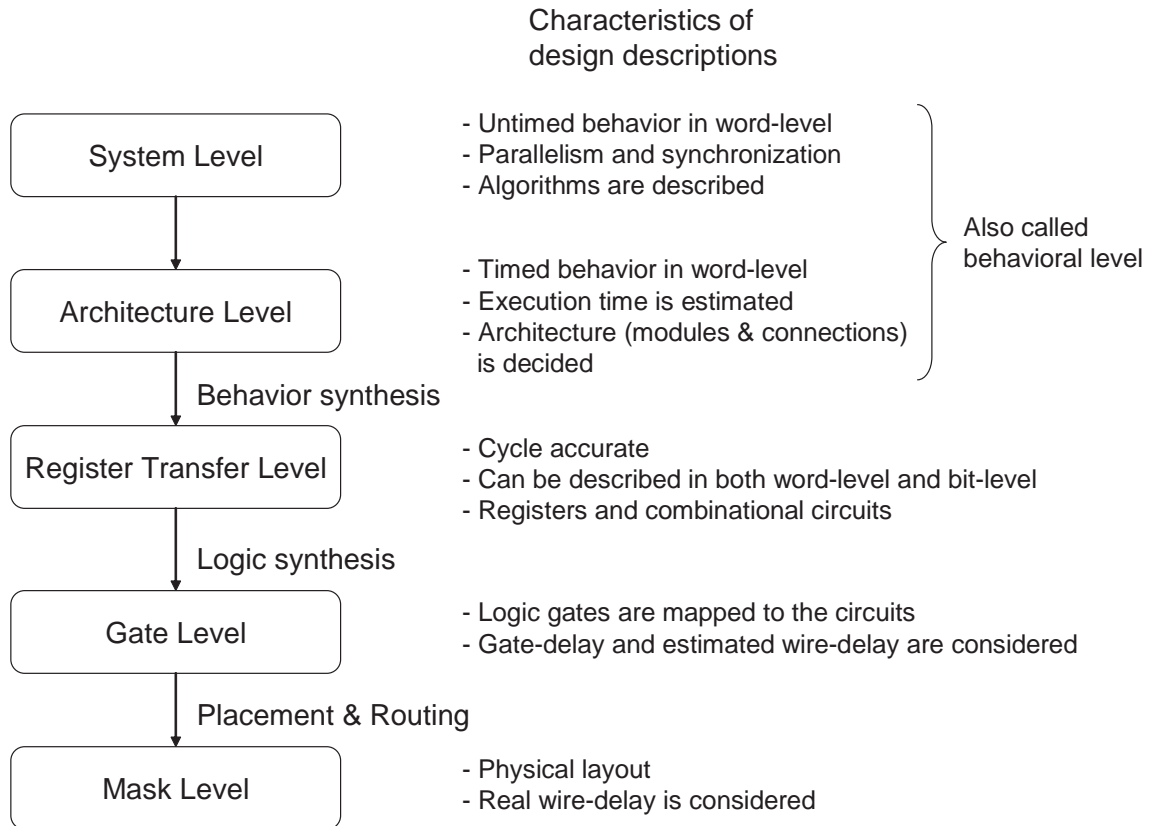 Characteristics of
design descriptions
System Level
- Untimed behavior in word-level
- Parallelism and synchronization
- Algorithms are described
Also called
behavioral level
Architecture Level
- Timed behavior in word-level
- Execution time is estimated
- Architecture (modules & connections)
is decided
Behavior synthesis
Register Transfer Level
- Cycle accurate
- Can be described in both word-level and bit-level
- Registers and combinational circuits
Logic synthesis
Gate Level
- Logic gates are mapped to the circuits
- Gate-delay and estimated wire-delay are considered
Placement & Routing
Mask Level
- Physical layout
- Real wire-delay is considered